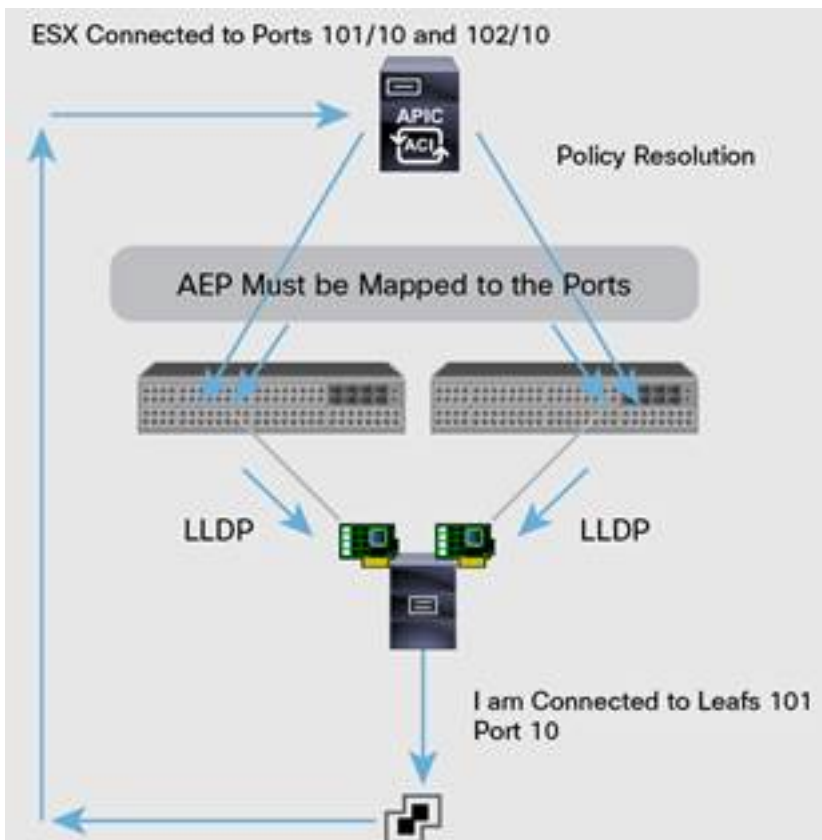 ESX Connected to Ports 101/10 and 102/10
APIC
ACI
Policy Resolution
AEP Must be Mapped to the Ports
LLDP
LLDP
I am Connected to Leafs 101
Port 10